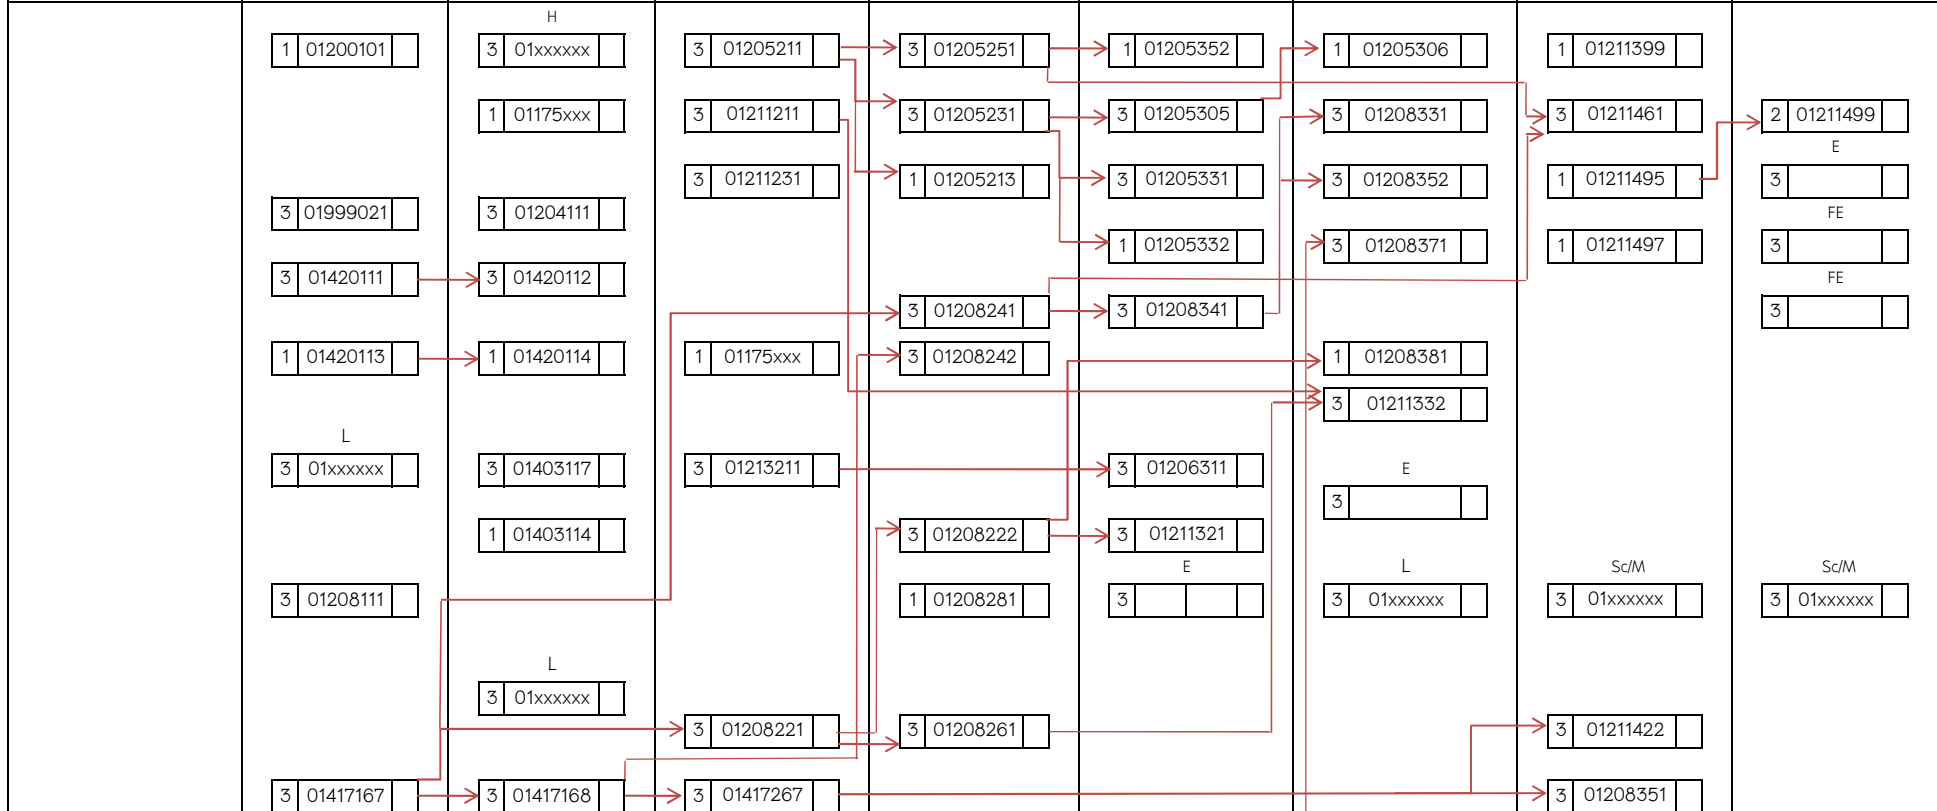 H
1 01200101 3 01xxxxxx 3 01205211 3 01205251 1 01205352 1 01205306 1 01211399
1 01175xxx 3 01211211 3 01205231 3 01205305 3 01208331 3 01211461 2 01211499
E
3 01211231 1 01205213 3 01205331 3 01208352 1 01211495 3
FE
3 01999021 3 01204111
1 01205332 3 01208371 1 01211497 3
FE
3 01420111 3 01420112
3 01208241 3 01208341 3
1 01420113 1 01420114 1 01175xxx 3 01208242 1 01208381
3 01211332
L
3 01xxxxxx 3 01403117 3 01213211 3 01206311 E
3
1 01403114 3 01208222 3 01211321
E L Sc/M Sc/M
3 01208111 1 01208281 3 3 01xxxxxx 3 01xxxxxx 3 01xxxxxx
L
3 01xxxxxx
3 01208221 3 01208261 3 01211422
3 01417167 3 01417168 3 01417267 3 01208351